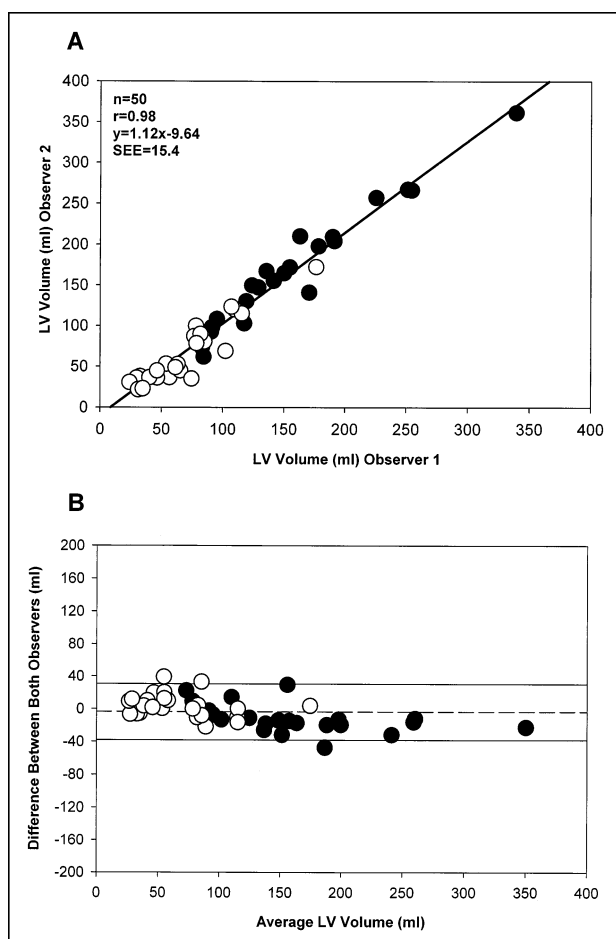 A
400
350
300
250
200
150
100
50
0
LV Volume (ml) Observer 2
n=50
r=0.98
y=1.12x-9.64
SEE=15.4
0 50 100 150 200 250 300 350 400
LV Volume (ml) Observer 1
B
200
160
120
80
40
0
-40
-80
-120
-160
-200
Difference Between Both Observers (ml)
0 50 100 150 200 250 300 350 400
Average LV Volume (ml)